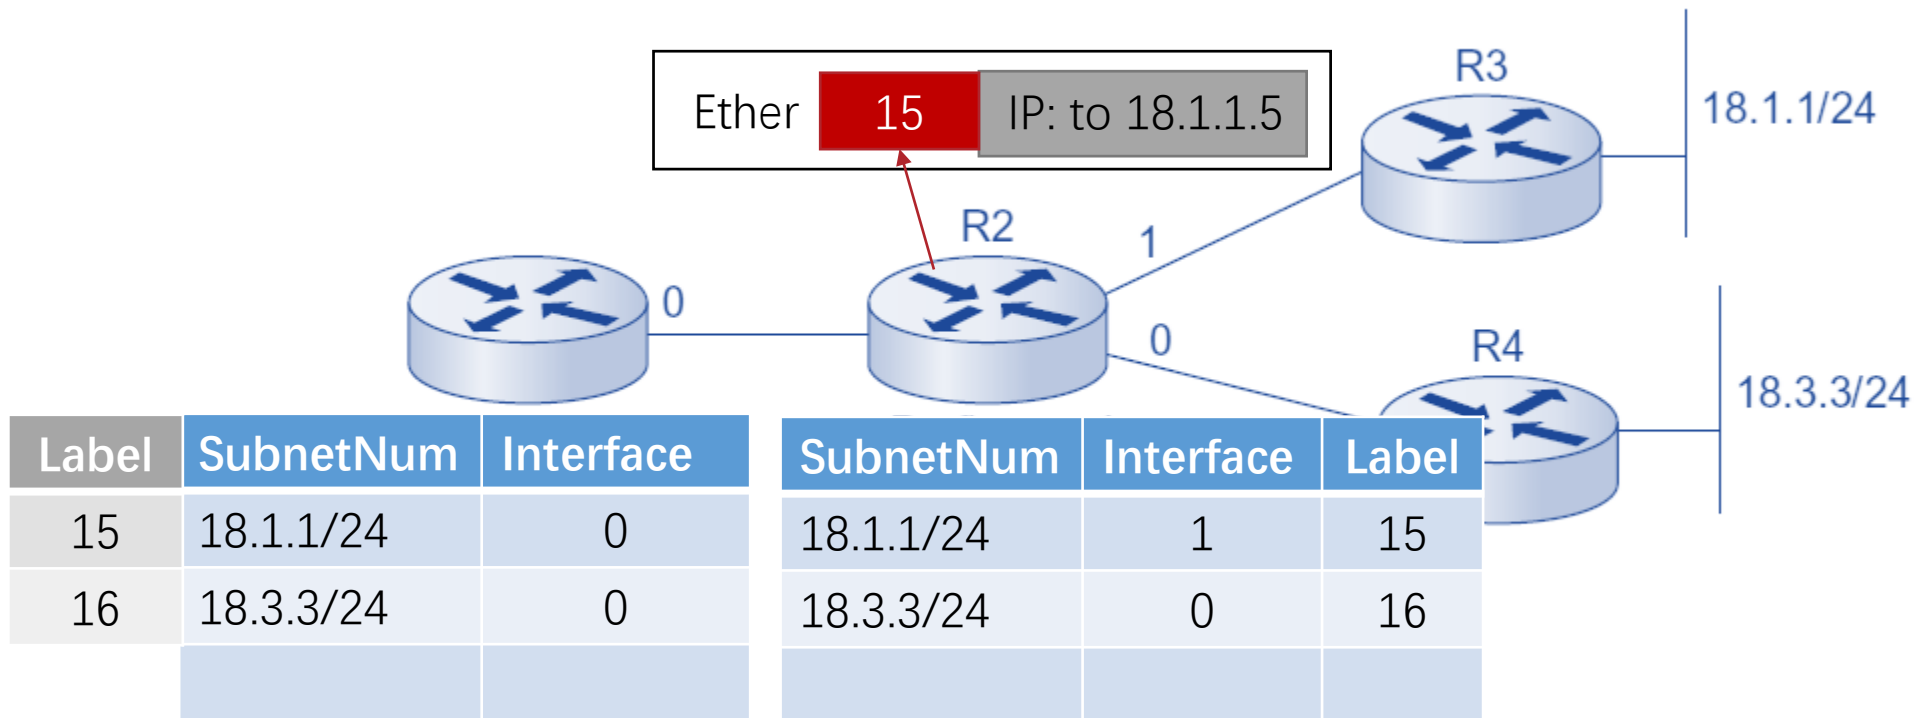 R3
18.1.1/24
Ether 15 IP: to 18.1.1.5
R2
1
0
0
R4
18.3.3/24
Label SubnetNum Interface
15 18.1.1/24 0
16 18.3.3/24 0
SubnetNum Interface Label
18.1.1/24 1 15
18.3.3/24 0 16